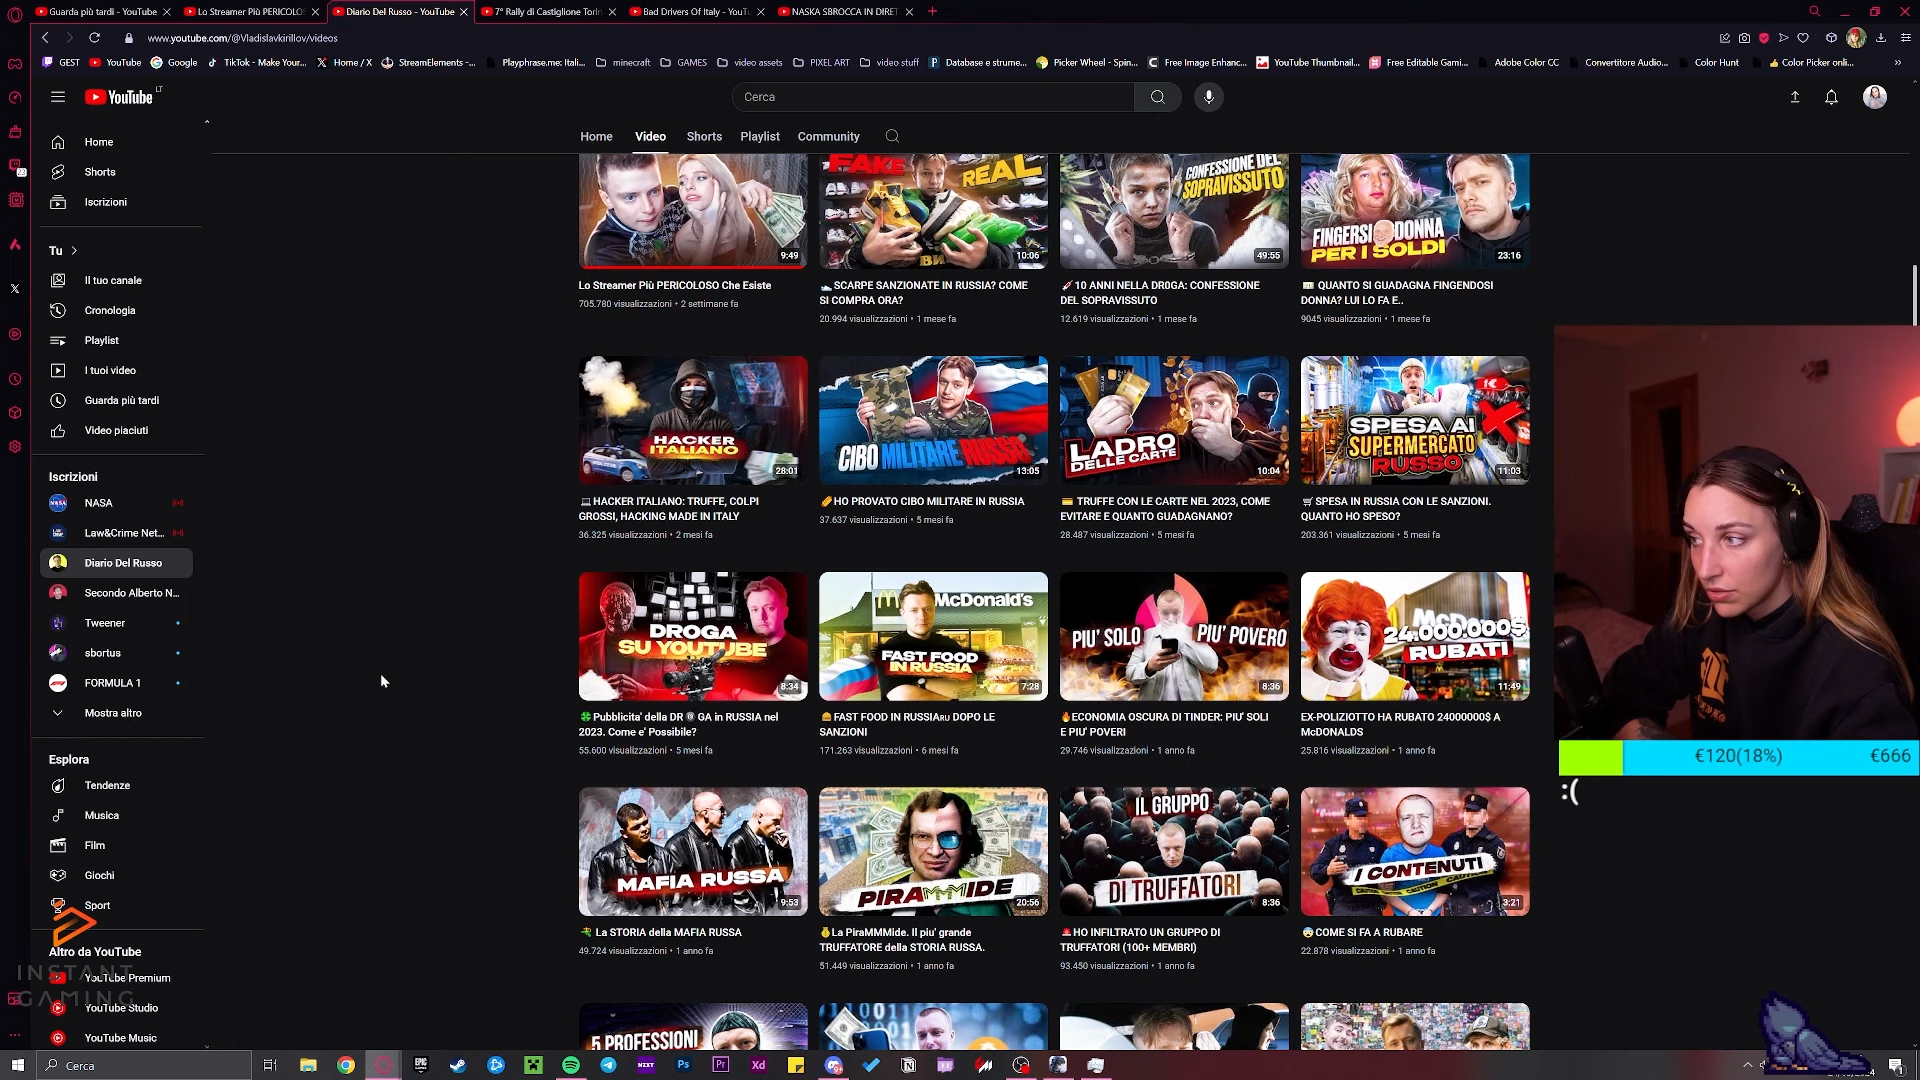 Guarda più tardi - YouTube
Lo Streamer Più PERICOLOS
Diario Del Russo - YouTube
7° Rally di Castiglione Torin
Bad Drivers Of Italy - YouTu
NASKA SBROCCA IN DIRET
www.youtube.com/@Vladislavkirillov/videos
GEST
YouTube
Google
TikTok - Make Your...
Home / X
StreamElements -...
Playphrase.me: Itali...
minecraft
GAMES
video assets
PIXEL ART
video stuff
Database e strume...
Picker Wheel - Spin...
Free Image Enhanc...
YouTube Thumbnail...
Free Editable Gami...
Adobe Color CC
Convertitore Audio...
Color Hunt
Color Picker onli...
YouTube LT
Cerca
Home
Video
Shorts
Playlist
Community
Home
Shorts
Iscrizioni
Tu
Il tuo canale
Cronologia
Playlist
I tuoi video
Guarda più tardi
Video piaciuti
Iscrizioni
NASA
Law&Crime Net...
Diario Del Russo
Secondo Alberto N...
Tweener
sbortus
FORMULA 1
Mostra altro
Esplora
Tendenze
Musica
Film
Giochi
Sport
Altro da YouTube
YouTube Premium
YouTube Studio
YouTube Music
INSTANT
GAMING
9:49
Lo Streamer Più PERICOLOSO Che Esiste
705.780 visualizzazioni • 2 settimane fa
FAKE
REAL
10:06
SCARPE SANZIONATE IN RUSSIA? COME
SI COMPRA ORA?
20.994 visualizzazioni • 1 mese fa
CONFESSIONE DEL
SOPRAVVISSUTO
49:55
10 ANNI NELLA DR0GA: CONFESSIONE
DEL SOPRAVISSUTO
12.619 visualizzazioni • 1 mese fa
FINGERSI DONNA
PER I SOLDI
23:16
QUANTO SI GUADAGNA FINGENDOSI
DONNA? LUI LO FA E..
9045 visualizzazioni • 1 mese fa
HACKER
ITALIANO
28:01
HACKER ITALIANO: TRUFFE, COLPI
GROSSI, HACKING MADE IN ITALY
36.325 visualizzazioni • 2 mesi fa
CIBO MILITARE RUSSO
13:05
HO PROVATO CIBO MILITARE IN RUSSIA
37.637 visualizzazioni • 5 mesi fa
LADRO
DELLE CARTE
10:04
TRUFFE CON LE CARTE NEL 2023, COME
EVITARE E QUANTO GUADAGNANO?
28.487 visualizzazioni • 5 mesi fa
SPESA AI
SUPERMERCATO
RUSSO
11:03
SPESA IN RUSSIA CON LE SANZIONI.
QUANTO HO SPESO?
203.361 visualizzazioni • 5 mesi fa
DROGA
SU YOUTUBE
8:34
Pubblicita' della DR GA in RUSSIA nel
2023. Come e' Possibile?
55.600 visualizzazioni • 5 mesi fa
McDonald's
FAST FOOD
IN RUSSIA
7:28
FAST FOOD IN RUSSIA RU DOPO LE
SANZIONI
171.263 visualizzazioni • 6 mesi fa
PIU' SOLO
PIU' POVERO
8:36
ECONOMIA OSCURA DI TINDER: PIU' SOLI
E PIU' POVERI
29.746 visualizzazioni • 1 anno fa
McDONALD'S
24.000.000$
RUBATI
11:49
EX-POLIZIOTTO HA RUBATO 24000000$ A
McDONALDS
25.816 visualizzazioni • 1 anno fa
MAFIA RUSSA
9:53
La STORIA della MAFIA RUSSA
49.724 visualizzazioni • 1 anno fa
PIRAMMMIDE
20:56
La PiraMMMide. Il piu' grande
TRUFFATORE della STORIA RUSSA.
51.449 visualizzazioni • 1 anno fa
IL GRUPPO
DI TRUFFATORI
8:36
HO INFILTRATO UN GRUPPO DI
TRUFFATORI (100+ MEMBRI)
93.450 visualizzazioni • 1 anno fa
I CONTENUTI
3:21
COME SI FA A RUBARE
22.878 visualizzazioni • 1 anno fa
5 PROFESSIONI
€120(18%)
€666
:(
Cerca